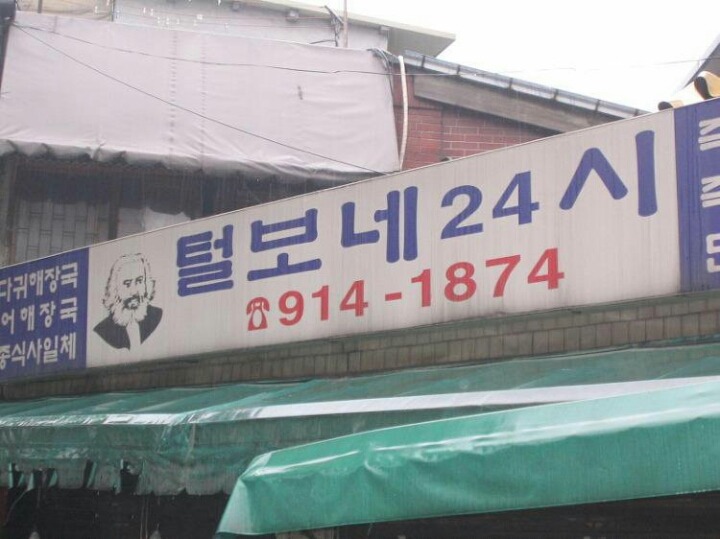 털보네 24시
☎914-1874
다귀해장국
어해장국
종식사일체